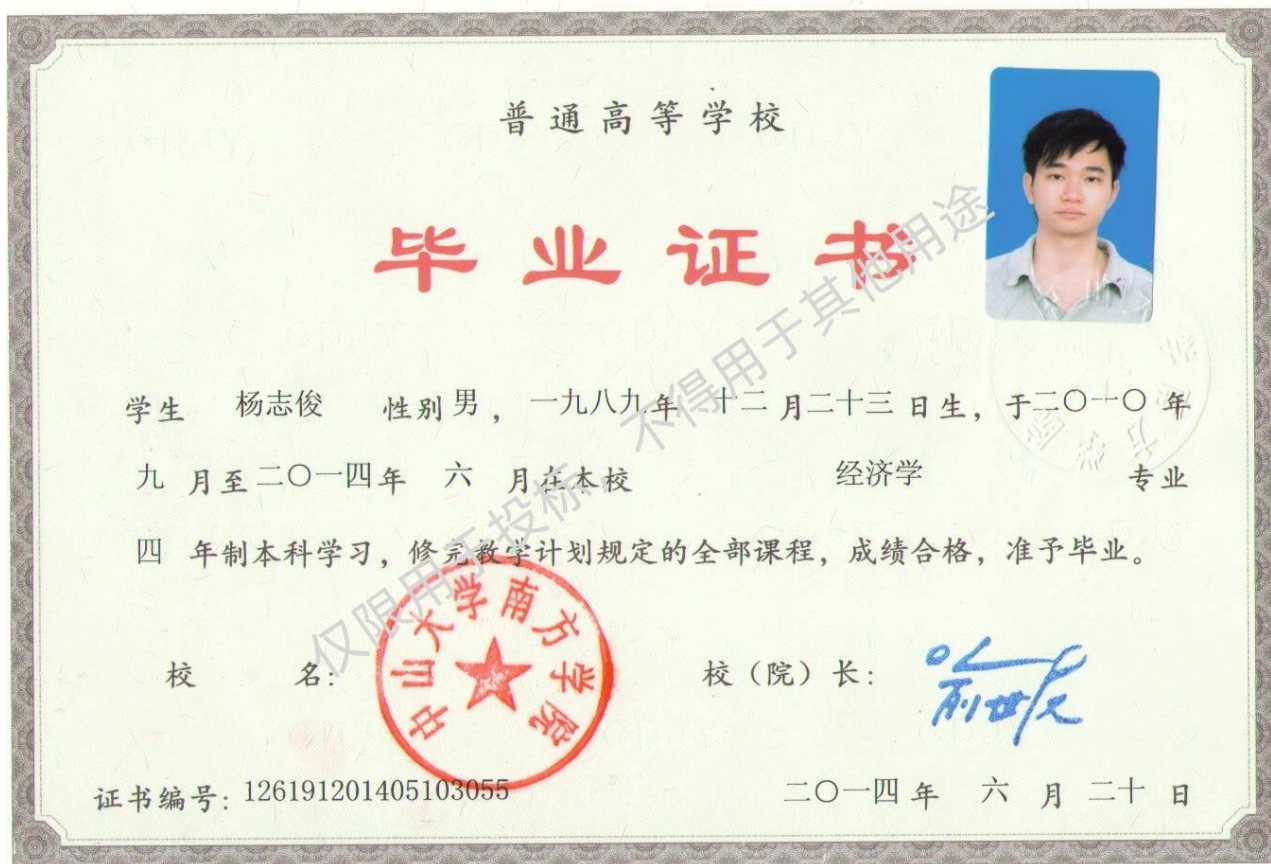 普通高等学校
毕业证书
学生 杨志俊 性别 男，一九八九年 十二 月二十三 日生，于二〇一〇 年
九 月至二〇一四年 六 月在本校 经济学 专业
四 年制本科学习，修完教学计划规定的全部课程，成绩合格，准予毕业。
校 名：
中山大学南方学院
校（院）长：
证书编号：126191201405103055
二〇一四 年 六 月 二十 日
仅限用于投标，不得用于其他用途